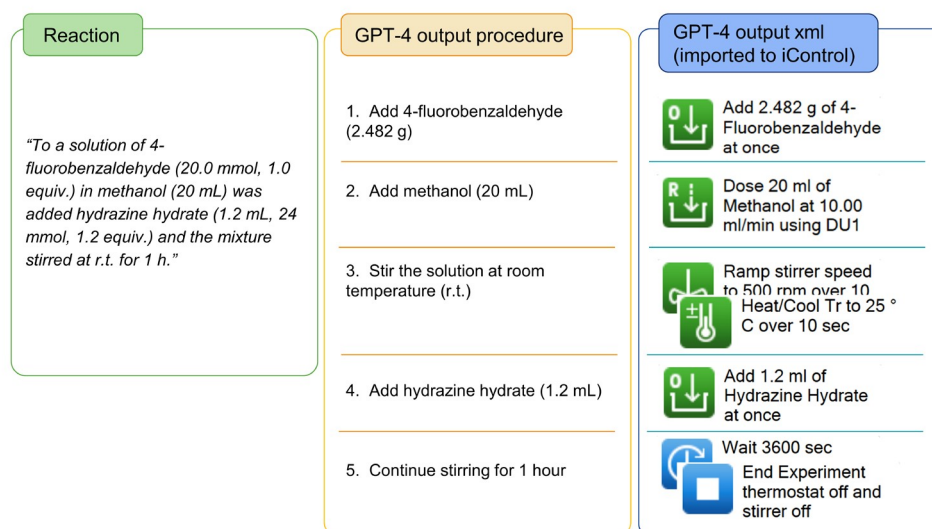 Reaction
“To a solution of 4-
fluorobenzaldehyde (20.0 mmol, 1.0
equiv.) in methanol (20 mL) was
added hydrazine hydrate (1.2 mL, 24
mmol, 1.2 equiv.) and the mixture
stirred at r.t. for 1 h.”
GPT-4 output procedure
1. Add 4-fluorobenzaldehyde
(2.482 g)
2. Add methanol (20 mL)
3. Stir the solution at room
temperature (r.t.)
4. Add hydrazine hydrate (1.2 mL)
5. Continue stirring for 1 hour
GPT-4 output xml
(imported to iControl)
O
Add 2.482 g of 4-
Fluorobenzaldehyde
at once
R
Dose 20 ml of
Methanol at 10.00
ml/min using DU1
Ramp stirrer speed
to 500 rpm over 10
±
Heat/Cool Tr to 25 °
C over 10 sec
O
Add 1.2 ml of
Hydrazine Hydrate
at once
Wait 3600 sec
End Experiment
thermostat off and
stirrer off